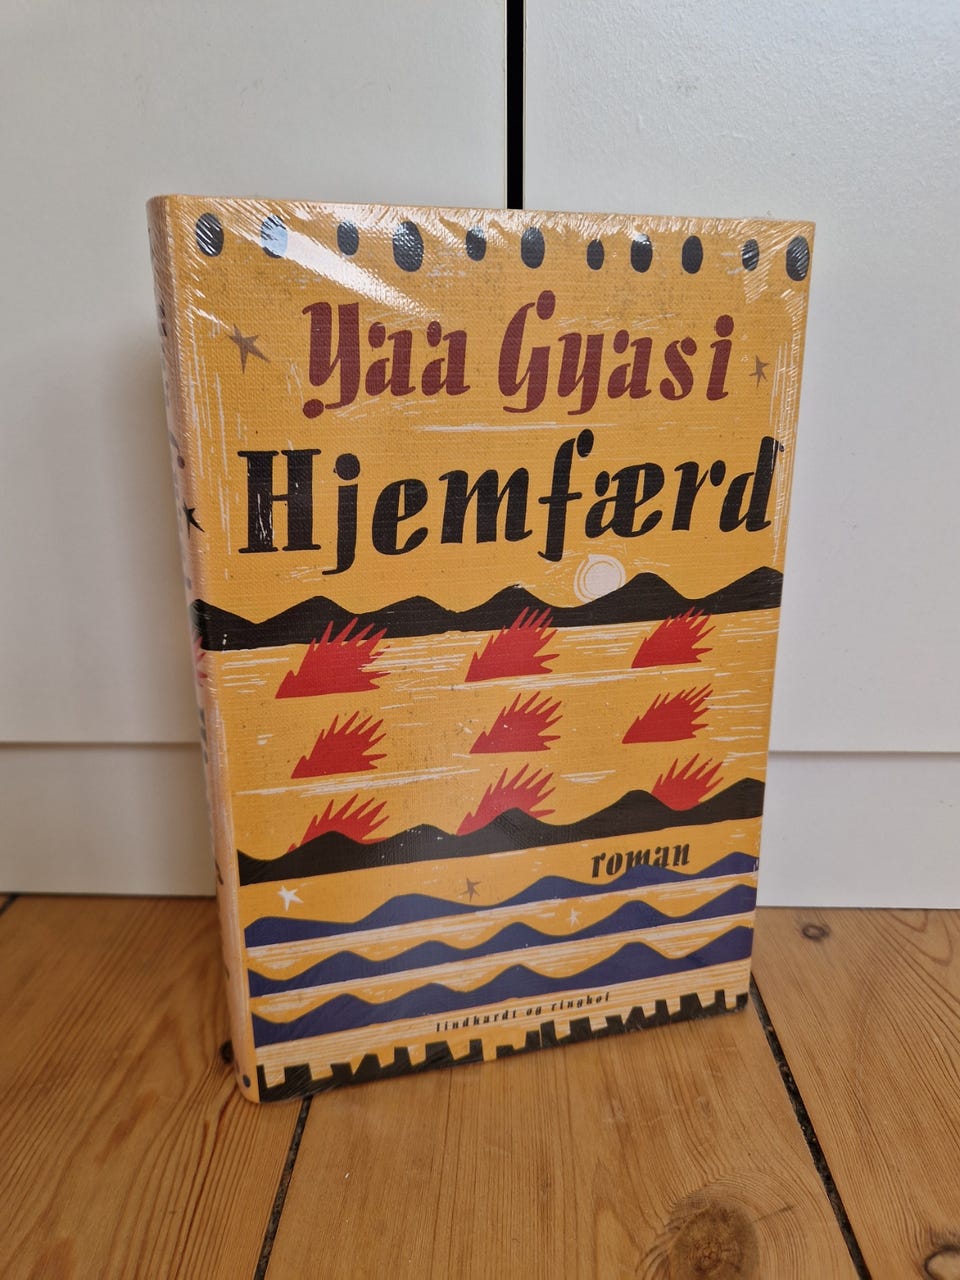 Yaa Gyasi
Hjemfærd
roman
lindhardt og ringhof